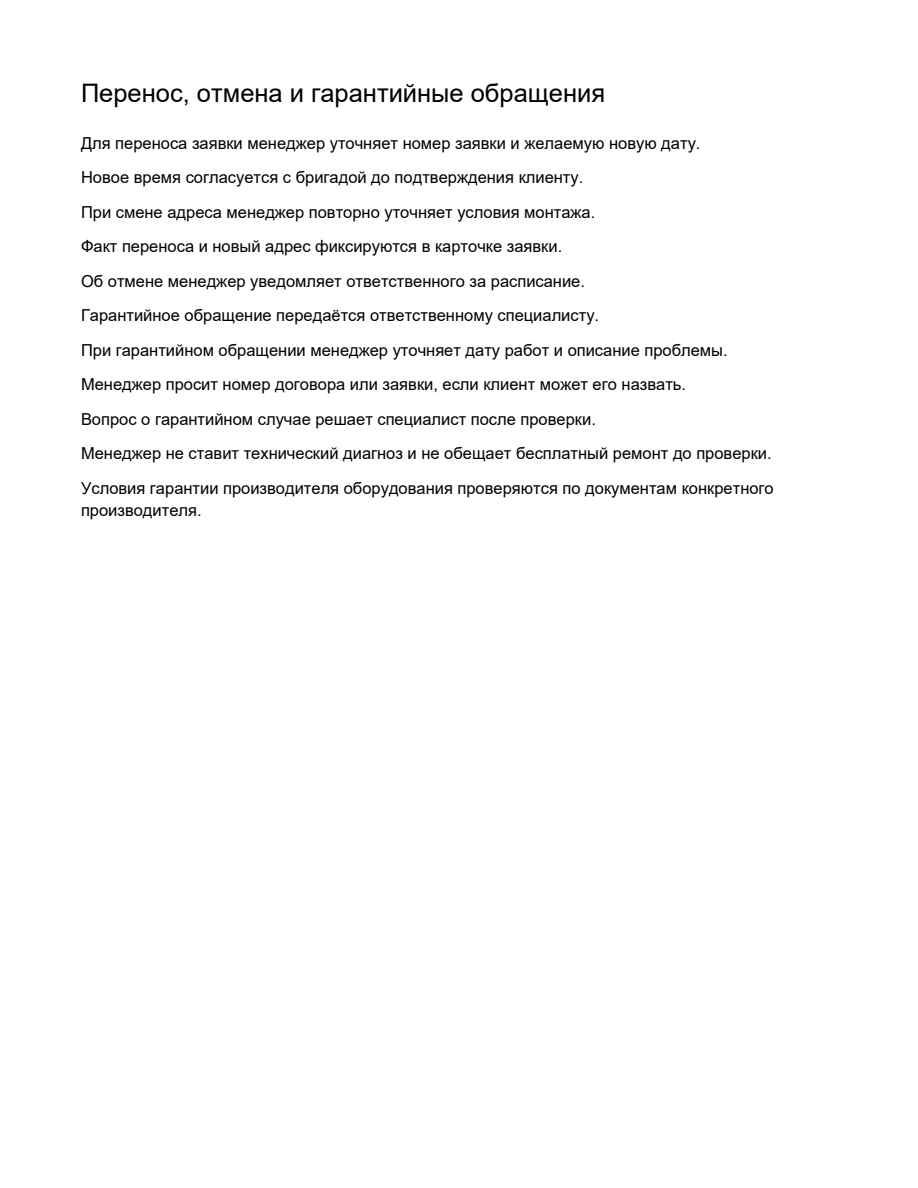 Перенос, отмена и гарантийные обращения
Для переноса заявки менеджер уточняет номер заявки и желаемую новую дату.
Новое время согласуется с бригадой до подтверждения клиенту.
При смене адреса менеджер повторно уточняет условия монтажа.
Факт переноса и новый адрес фиксируются в карточке заявки.
Об отмене менеджер уведомляет ответственного за расписание.
Гарантийное обращение передаётся ответственному специалисту.
При гарантийном обращении менеджер уточняет дату работ и описание проблемы.
Менеджер просит номер договора или заявки, если клиент может его назвать.
Вопрос о гарантийном случае решает специалист после проверки.
Менеджер не ставит технический диагноз и не обещает бесплатный ремонт до проверки.
Условия гарантии производителя оборудования проверяются по документам конкретного
производителя.